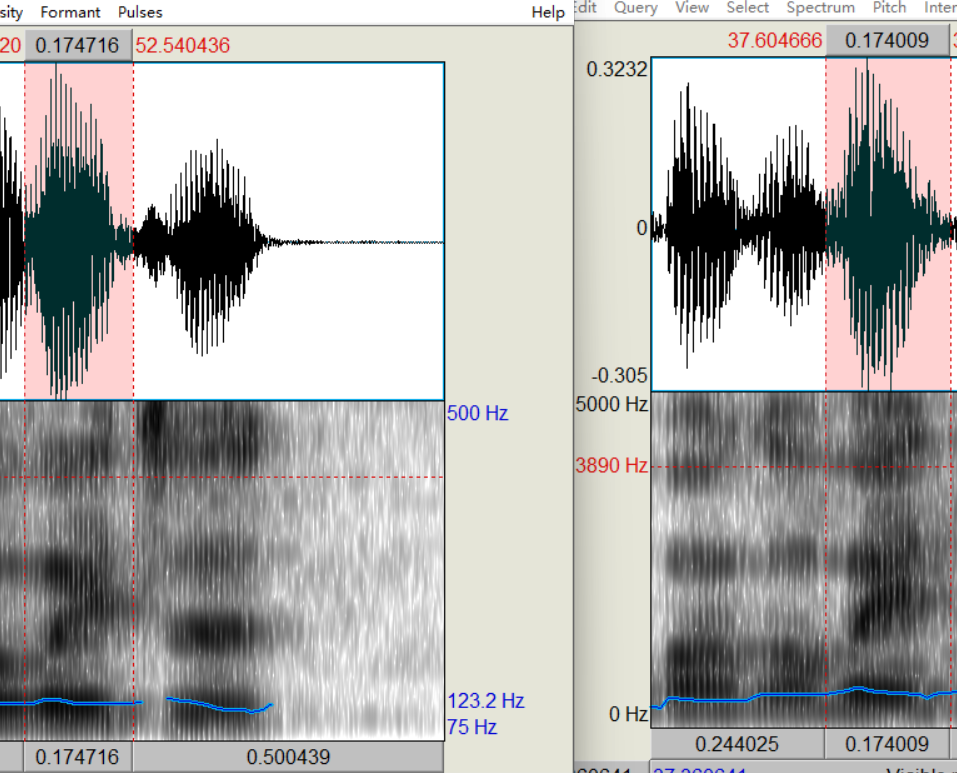 sity Formant Pulses Help
20 0.174716 52.540436
500 Hz
123.2 Hz
75 Hz
0.174716 0.500439
Edit Query View Select Spectrum Pitch Inten
37.604666 0.174009
0.3232
0
-0.305
5000 Hz
3890 Hz
0 Hz
0.244025 0.174009